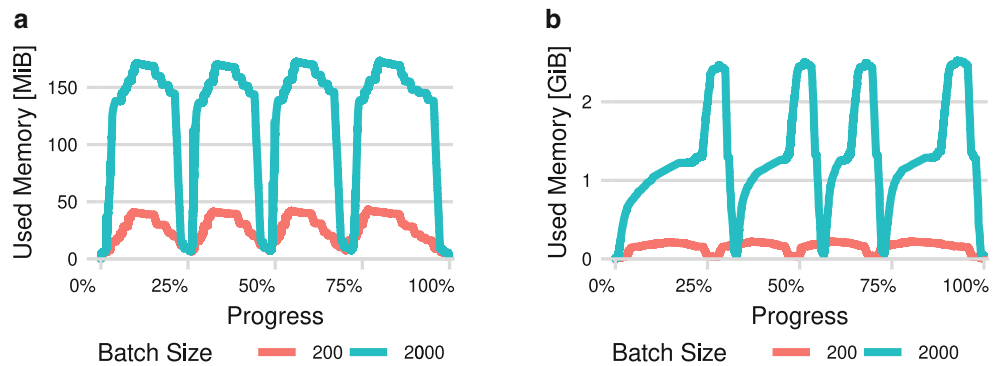 a
Used Memory [MiB]
150
100
50
0
0% 25% 50% 75% 100%
Progress
Batch Size 200 2000
b
Used Memory [GiB]
2
1
0
0% 25% 50% 75% 100%
Progress
Batch Size 200 2000